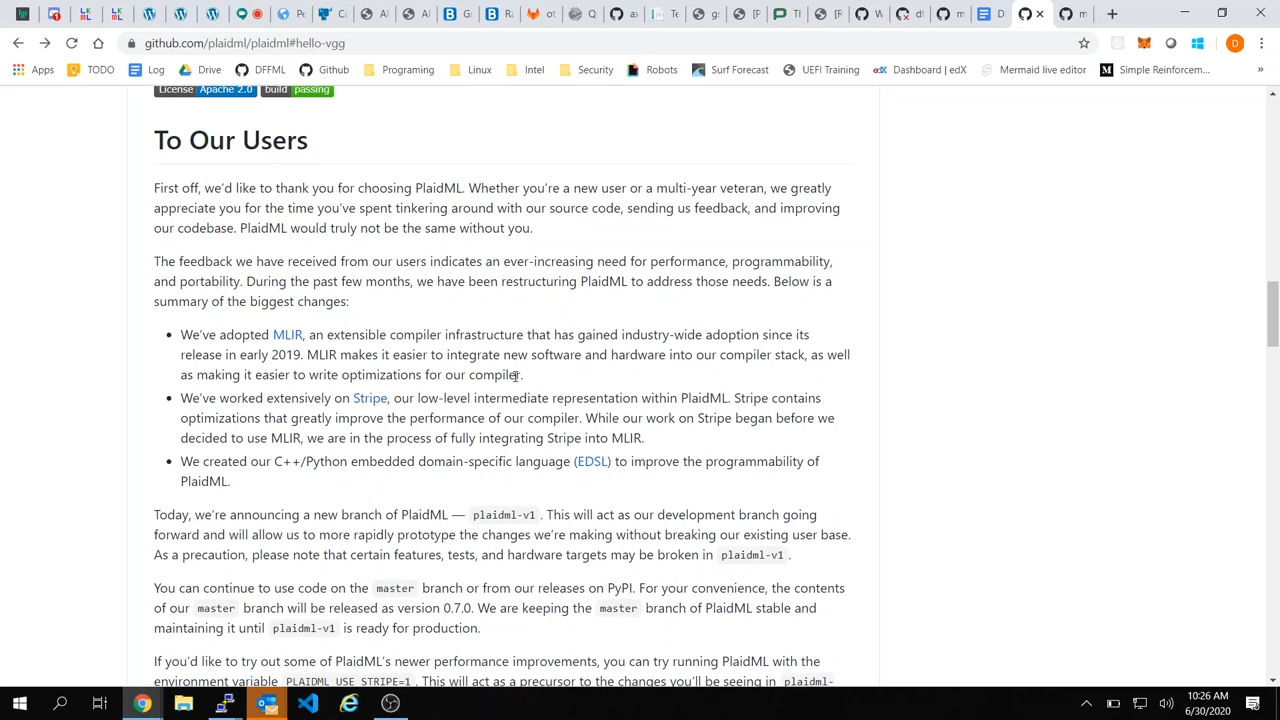 P
C
A
A
G
R
g
Q
a
Te
g
[P
Th
[F
W
d
m
D
m
github.com/plaidml/plaidml#hello-vgg
D
Apps TODO Log Drive DFFML Github Programing Linux Intel Security Robots Surf Forecast UEFI Training edX Dashboard | edX Mermaid live editor Simple Reinforcem... »
License Apache 2.0 build passing
To Our Users
First off, we'd like to thank you for choosing PlaidML. Whether you're a new user or a multi-year veteran, we greatly
appreciate you for the time you've spent tinkering around with our source code, sending us feedback, and improving
our codebase. PlaidML would truly not be the same without you.
The feedback we have received from our users indicates an ever-increasing need for performance, programmability,
and portability. During the past few months, we have been restructuring PlaidML to address those needs. Below is a
summary of the biggest changes:
• We've adopted MLIR, an extensible compiler infrastructure that has gained industry-wide adoption since its
release in early 2019. MLIR makes it easier to integrate new software and hardware into our compiler stack, as well
as making it easier to write optimizations for our compiler.
• We've worked extensively on Stripe, our low-level intermediate representation within PlaidML. Stripe contains
optimizations that greatly improve the performance of our compiler. While our work on Stripe began before we
decided to use MLIR, we are in the process of fully integrating Stripe into MLIR.
• We created our C++/Python embedded domain-specific language (EDSL) to improve the programmability of
PlaidML.
Today, we're announcing a new branch of PlaidML — plaidml-v1. This will act as our development branch going
forward and will allow us to more rapidly prototype the changes we're making without breaking our existing user base.
As a precaution, please note that certain features, tests, and hardware targets may be broken in plaidml-v1.
You can continue to use code on the master branch or from our releases on PyPI. For your convenience, the contents
of our master branch will be released as version 0.7.0. We are keeping the master branch of PlaidML stable and
maintaining it until plaidml-v1 is ready for production.
If you'd like to try out some of PlaidML's newer performance improvements, you can try running PlaidML with the
environment variable PLAIDML_USE_STRIPE=1. This will act as a precursor to the changes you'll be seeing in plaidml-
10:26 AM
6/30/2020